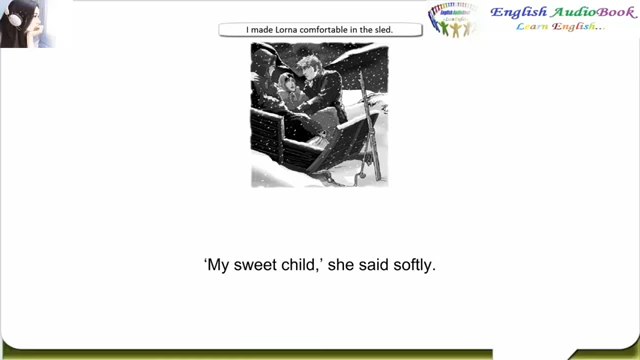 I made Lorna comfortable in the sled.
English AudioBook
Learn English...
‘My sweet child,’ she said softly.